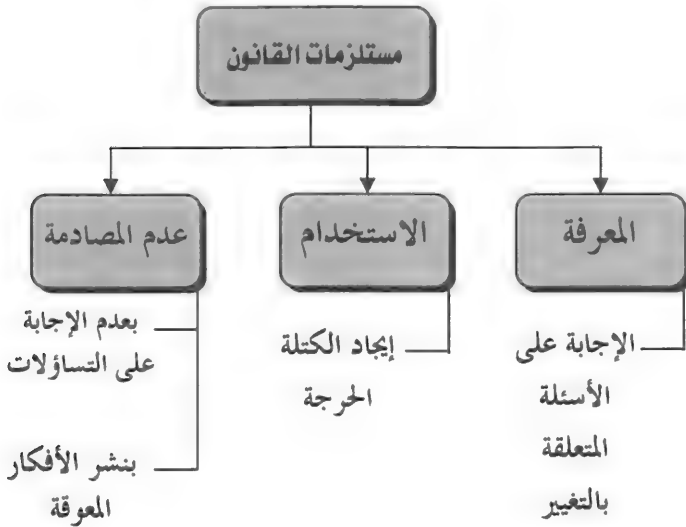 مستلزمات القانون
المعرفة
الإجابة على
الأسئلة
المتعلقة
بالتغيير
الاستخدام
إيجاد الكتلة
الحرجة
عدم المصادمة
بعدم الإجابة
على التساؤلات
بنشر الأفكار
المعوقة